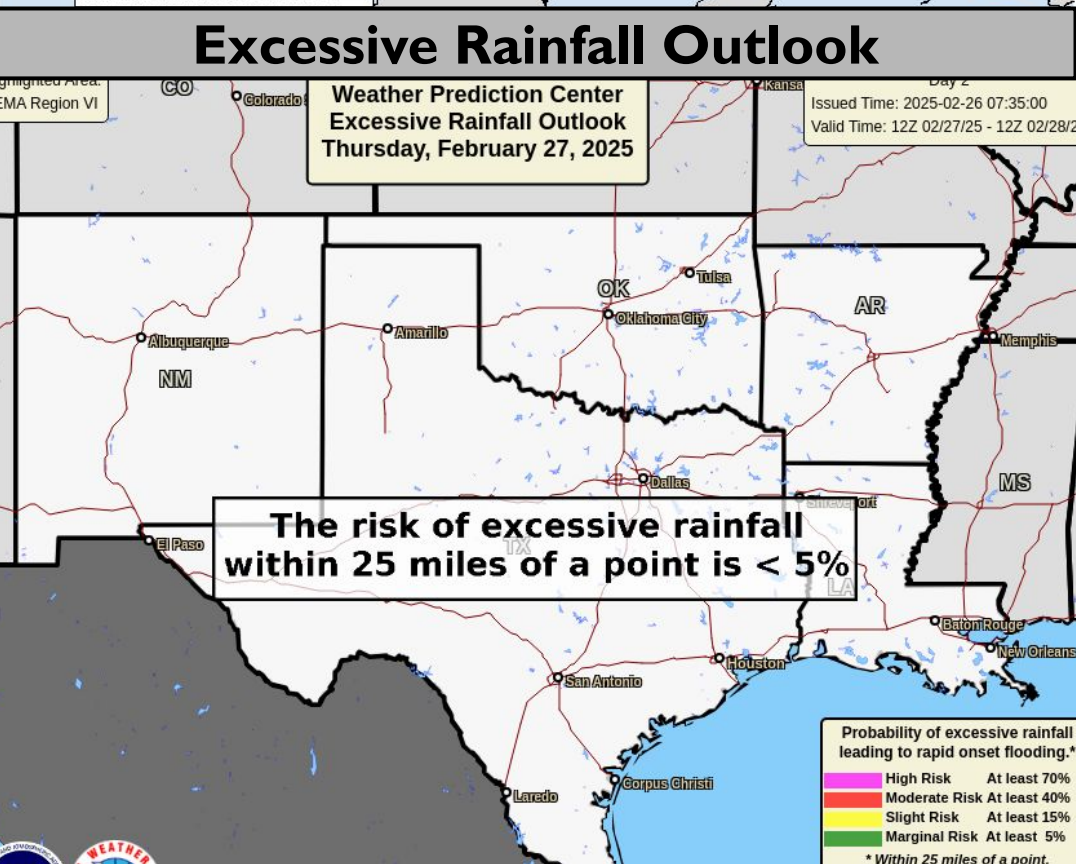 Excessive Rainfall Outlook
Highlighted Area:
EMA Region VI
Weather Prediction Center
Excessive Rainfall Outlook
Thursday, February 27, 2025
Day 2
Issued Time: 2025-02-26 07:35:00
Valid Time: 12Z 02/27/25 - 12Z 02/28/2
CO
Colorado
Kansa
Tulsa
OK
Oklahoma City
AR
Amarillo
Albuquerque
Memphis
NM
Dallas
MS
Shreveport
The risk of excessive rainfall
within 25 miles of a point is < 5%
El Paso
TX
LA
Baton Rouge
New Orleans
Houston
San Antonio
Corpus Christi
Laredo
Probability of excessive rainfall
leading to rapid onset flooding.*
High Risk At least 70%
Moderate Risk At least 40%
Slight Risk At least 15%
Marginal Risk At least 5%
* Within 25 miles of a point.
WEATHER